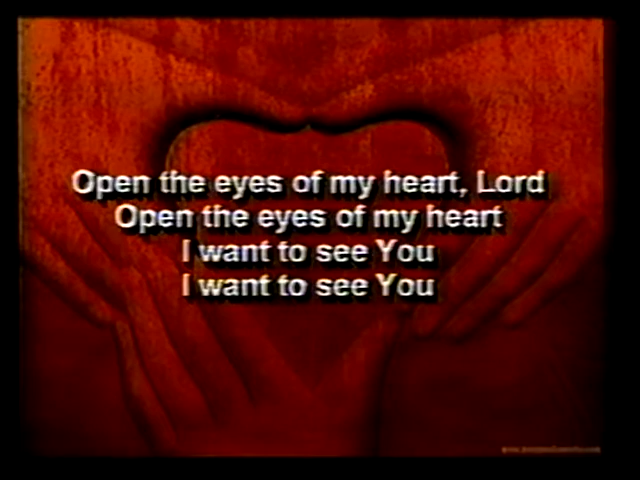 Open the eyes of my heart, Lord
Open the eyes of my heart
I want to see You
I want to see You